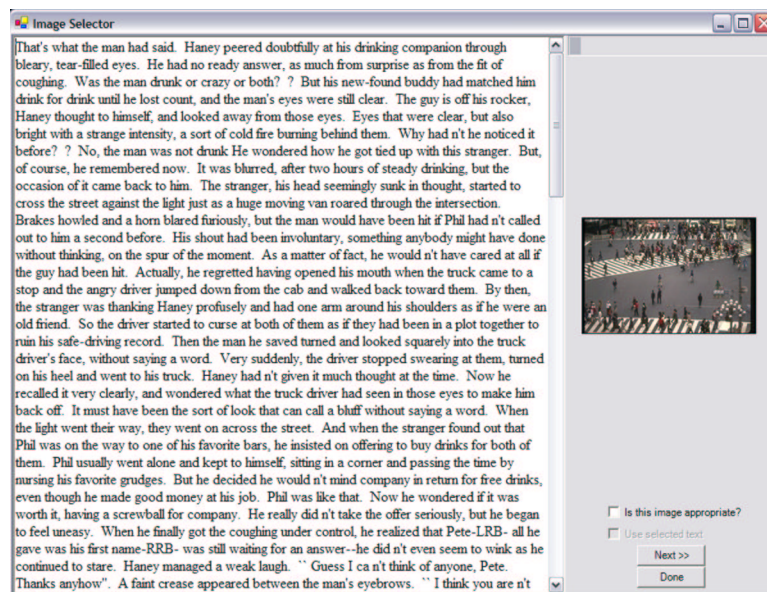 Image Selector
That's what the man had said. Haney peered doubtfully at his drinking companion through
bleary, tear-filled eyes. He had no ready answer, as much from surprise as from the fit of
coughing. Was the man drunk or crazy or both? ? But his new-found buddy had matched him
drink for drink until he lost count, and the man's eyes were still clear. The guy is off his rocker,
Haney thought to himself, and looked away from those eyes. Eyes that were clear, but also
bright with a strange intensity, a sort of cold fire burning behind them. Why had n't he noticed it
before? ? No, the man was not drunk He wondered how he got tied up with this stranger. But,
of course, he remembered now. It was blurred, after two hours of steady drinking, but the
occasion of it came back to him. The stranger, his head seemingly sunk in thought, started to
cross the street against the light just as a huge moving van roared through the intersection.
Brakes howled and a horn blared furiously, but the man would have been hit if Phil had n't called
out to him a second before. His shout had been involuntary, something anybody might have done
without thinking, on the spur of the moment. As a matter of fact, he would n't have cared at all if
the guy had been hit. Actually, he regretted having opened his mouth when the truck came to a
stop and the angry driver jumped down from the cab and walked back toward them. By then,
the stranger was thanking Haney profusely and had one arm around his shoulders as if he were an
old friend. So the driver started to curse at both of them as if they had been in a plot together to
ruin his safe-driving record. Then the man he saved turned and looked squarely into the truck
driver's face, without saying a word. Very suddenly, the driver stopped swearing at them, turned
on his heel and went to his truck. Haney had n't given it much thought at the time. Now he
recalled it very clearly, and wondered what the truck driver had seen in those eyes to make him
back off. It must have been the sort of look that can call a bluff without saying a word. When
the light went their way, they went on across the street. And when the stranger found out that
Phil was on the way to one of his favorite bars, he insisted on offering to buy drinks for both of
them. Phil usually went alone and kept to himself, sitting in a corner and passing the time by
nursing his favorite grudges. But he decided he would n't mind company in return for free drinks,
even though he made good money at his job. Phil was like that. Now he wondered if it was
worth it, having a screwball for company. He really did n't take the offer seriously, but he began
to feel uneasy. When he finally got the coughing under control, he realized that Pete-LRB- all he
gave was his first name-RRB- was still waiting for an answer--he did n't even seem to wink as he
continued to stare. Haney managed a weak laugh. `` Guess I ca n't think of anyone, Pete.
Thanks anyhow". A faint crease appeared between the man's eyebrows. `` I think you are n't
Is this image appropriate?
Use selected text
Next >>
Done